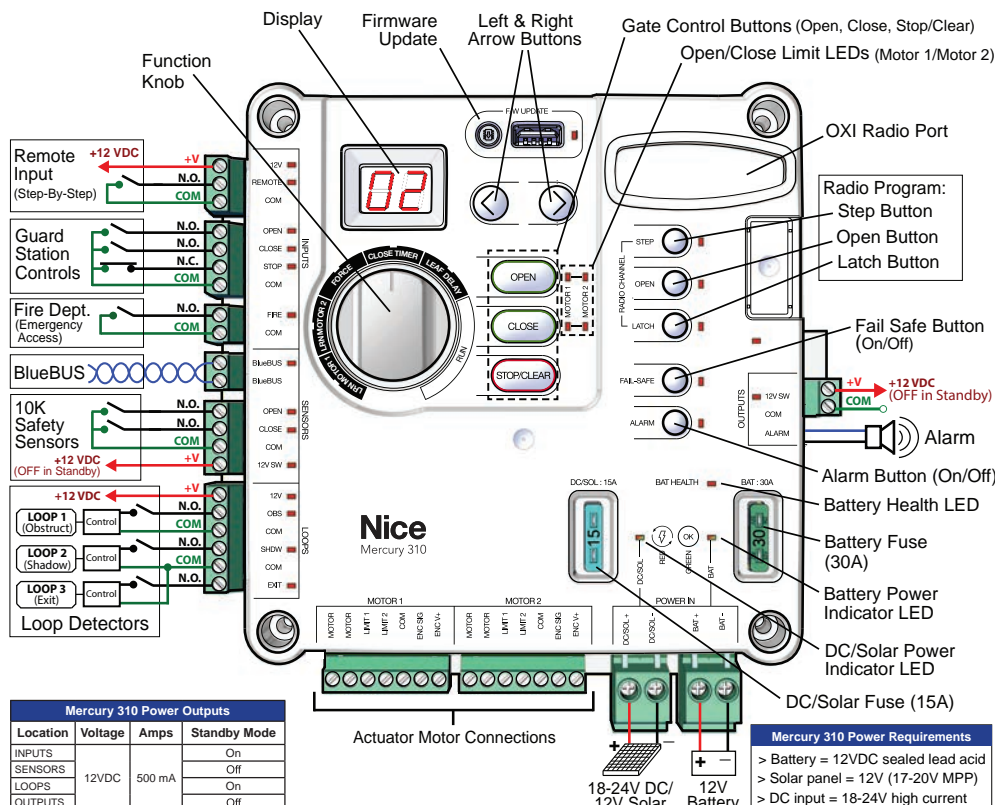 Display
Firmware
Update
Left & Right
Arrow Buttons
Gate Control Buttons (Open, Close, Stop/Clear)
Open/Close Limit LEDs (Motor 1/Motor 2)
Function
Knob
OXI Radio Port
F/W UPDATE
02
Remote
Input
(Step-By-Step)
+12 VDC
+V
N.O.
COM
12V
REMOTE
COM
Guard
Station
Controls
N.O.
N.O.
N.C.
COM
OPEN
CLOSE
STOP
COM
INPUTS
Fire Dept.
(Emergency
Access)
N.O.
COM
FIRE
COM
BlueBUS
BlueBUS
BlueBUS
10K
Safety
Sensors
+12 VDC
(OFF in Standby)
N.O.
N.O.
COM
+V
OPEN
CLOSE
COM
12V SW
SENSORS
+12 VDC
+V
N.O.
COM
N.O.
COM
N.O.
LOOP 1
(Obstruct)
Control
LOOP 2
(Shadow)
Control
LOOP 3
(Exit)
Control
Loop Detectors
12V
OBS
COM
SHDW
COM
EXIT
LOOPS
LRN MOTOR 1
LRN MOTOR 2
FORCE
CLOSE TIMER
LEAF DELAY
RUN
OPEN
CLOSE
STOP/CLEAR
MOTOR 1
MOTOR 2
RADIO CHANNEL
STEP
OPEN
LATCH
FAIL-SAFE
ALARM
Radio Program:
Step Button
Open Button
Latch Button
Fail Safe Button
(On/Off)
+V
+12 VDC
(OFF in Standby)
COM
OUTPUTS
12V SW
COM
ALARM
Alarm
Alarm Button (On/Off)
Battery Health LED
Battery Fuse
(30A)
Battery Power
Indicator LED
DC/Solar Power
Indicator LED
DC/Solar Fuse (15A)
DC/SOL : 15A
BAT HEALTH
BAT : 30A
15
30
DC/SOL
RED
GREEN
OK
BAT
Nice
Mercury 310
MOTOR 1
MOTOR
MOTOR
LIMIT 1
LIMIT 2
COM
ENC SIG
ENC V+
MOTOR 2
MOTOR
MOTOR
LIMIT 1
LIMIT 2
COM
ENC SIG
ENC V+
POWER IN
DC/SOL +
DC/SOL -
BAT +
BAT -
Actuator Motor Connections
+ −
18-24V DC/
12V Solar
+ −
12V
Battery
Mercury 310 Power Outputs
Location Voltage Amps Standby Mode
INPUTS 12VDC 500 mA On
SENSORS Off
LOOPS On
OUTPUTS Off
Mercury 310 Power Requirements
> Battery = 12VDC sealed lead acid
> Solar panel = 12V (17-20V MPP)
> DC input = 18-24V high current